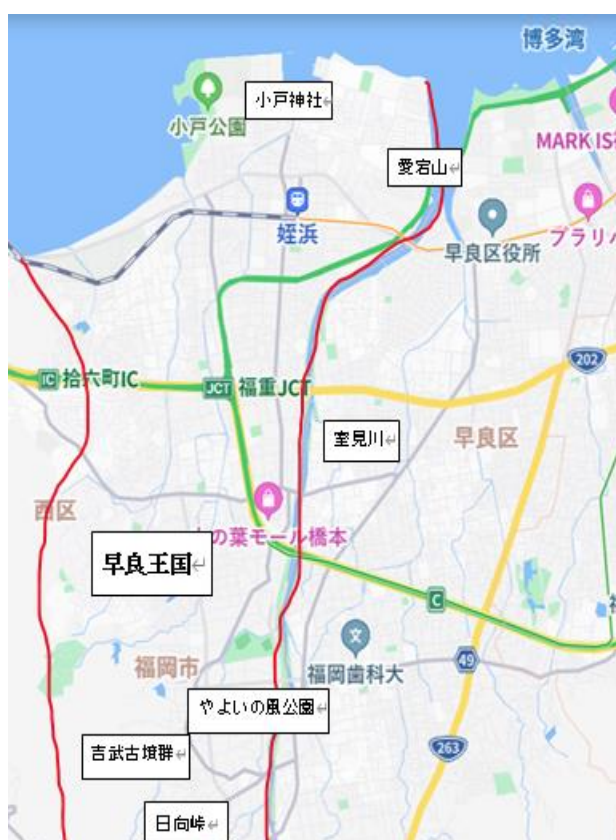 博多湾
小戸神社
小戸公園
MARK IS
愛宕山
姪浜
早良区役所
プラリバ
202
IC 拾六町IC
JCT 福重JCT
室見川
早良区
西区
の葉モール橋本
早良王国
C
福岡歯科大
福岡市
49
やよいの風公園
263
吉武古墳群
日向峠